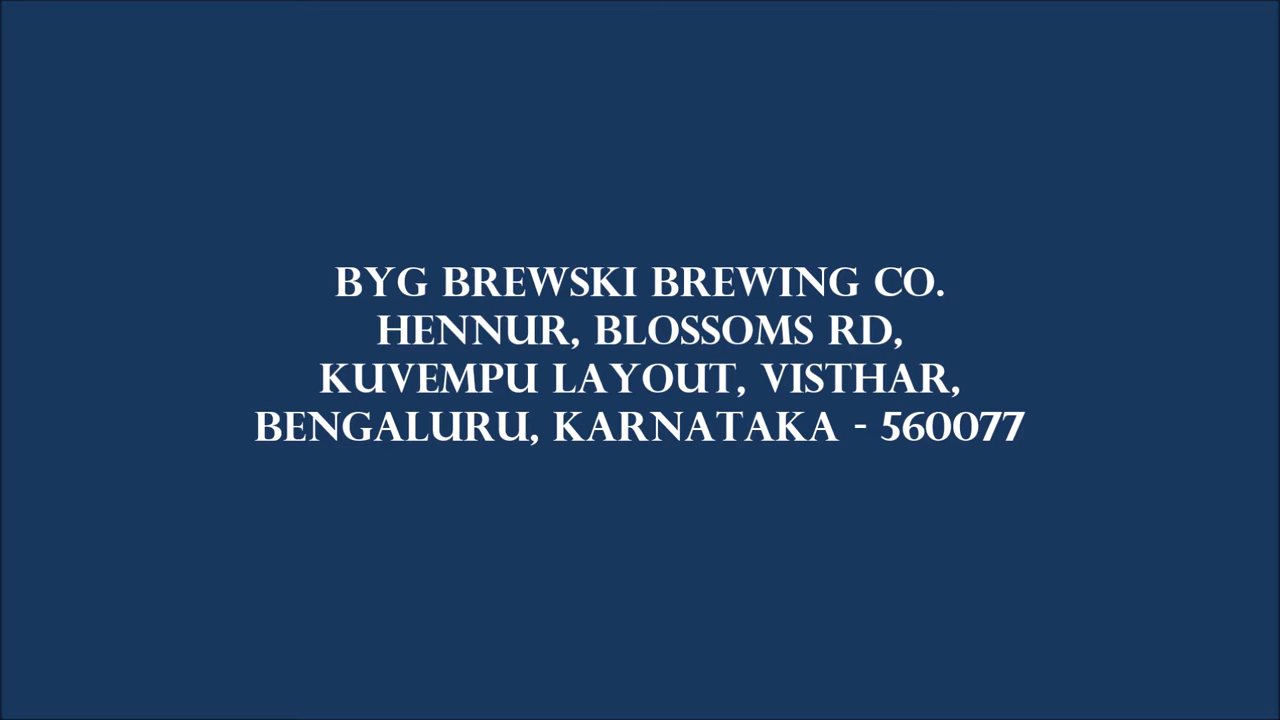 BYG BREWSKI BREWING CO.
HENNUR, BLOSSOMS RD,
KUVEMPU LAYOUT, VISTHAR,
BENGALURU, KARNATAKA - 560077